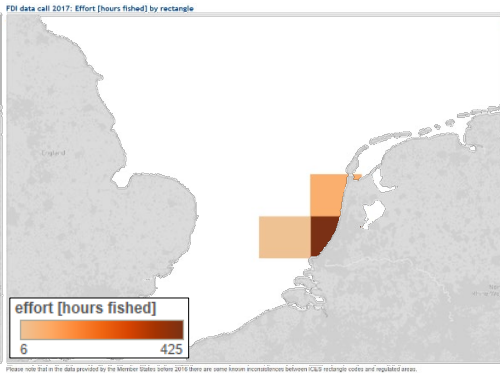 FDI data call 2017: Effort [hours fished] by rectangle
England
effort [hours fished]
6 425
Please note that in the data provided by the Member States before 2016 there are some known inconsistencies between ICES rectangle codes and regulated areas.